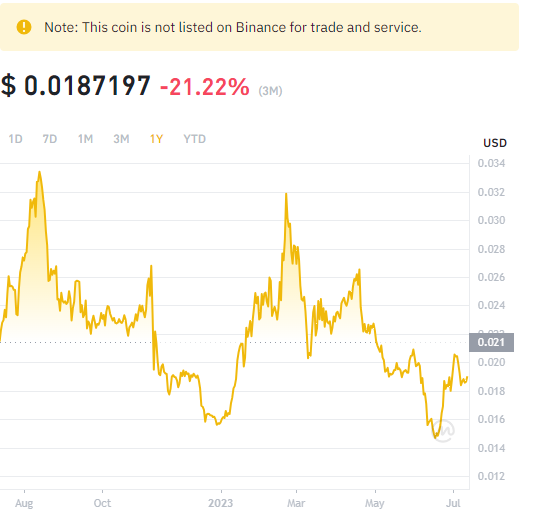 Note: This coin is not listed on Binance for trade and service.
$ 0.0187197 -21.22% (3M)
1D 7D 1M 3M 1Y YTD
USD
0.034
0.032
0.030
0.028
0.026
0.024
0.022
0.021
0.020
0.018
0.016
0.014
0.012
Aug Oct 2023 Mar May Jul